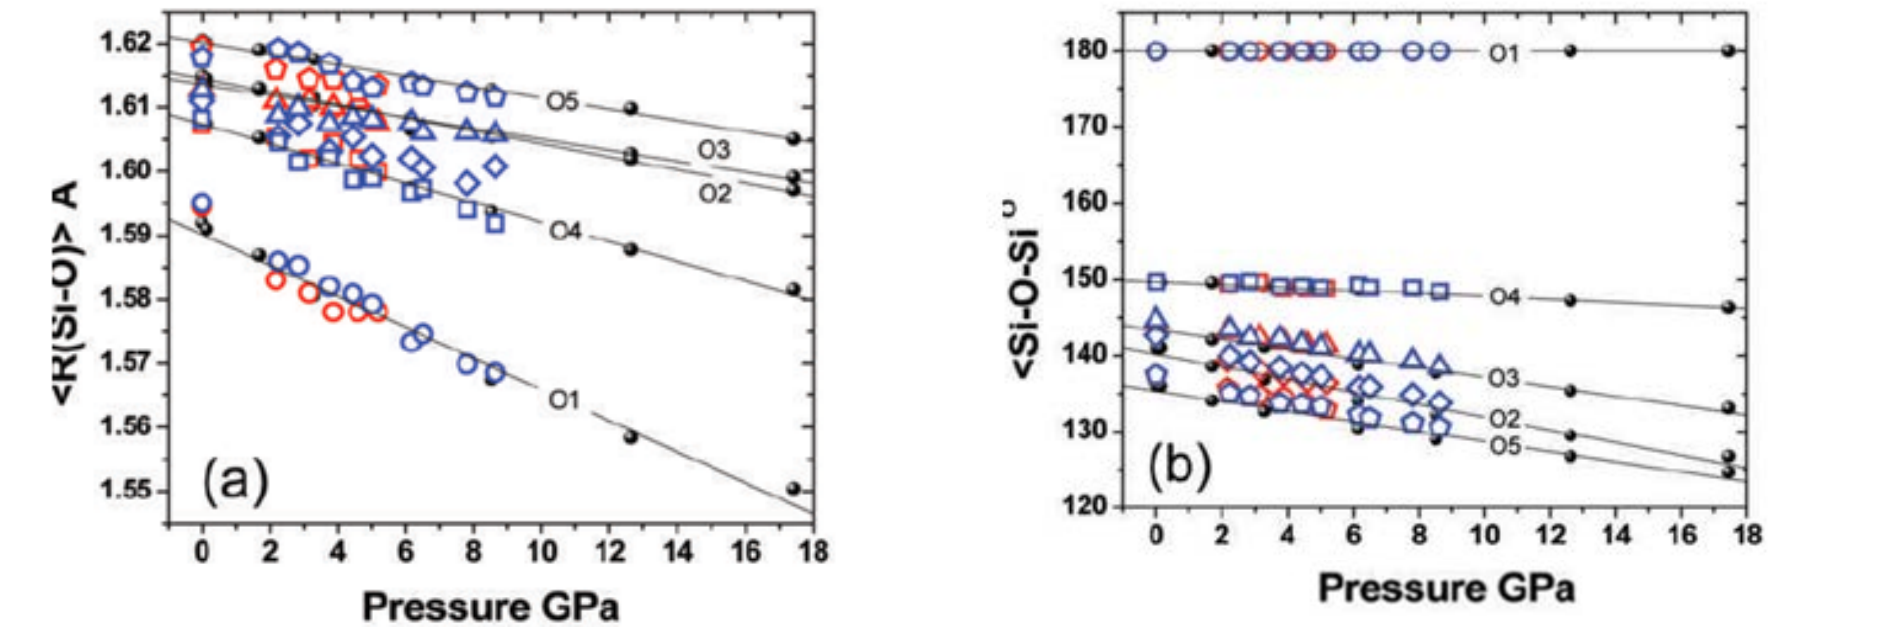 1.62
1.61
1.60
1.59
1.58
1.57
1.56
1.55
<R(Si-O)> A
O5
O3
O2
O4
O1
(a)
0 2 4 6 8 10 12 14 16 18
Pressure GPa
180
170
160
150
140
130
120
<Si-O-Si
O1
O4
O3
O2
O5
(b)
0 2 4 6 8 10 12 14 16 18
Pressure GPa